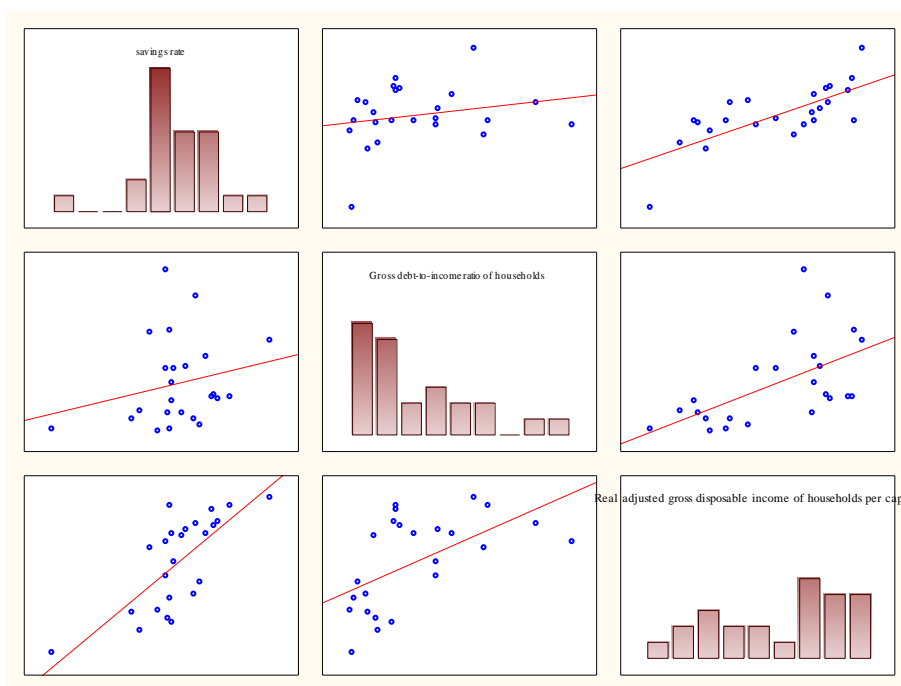 savings rate
Gross debt-to-income ratio of households
Real adjusted gross disposable income of households per cap